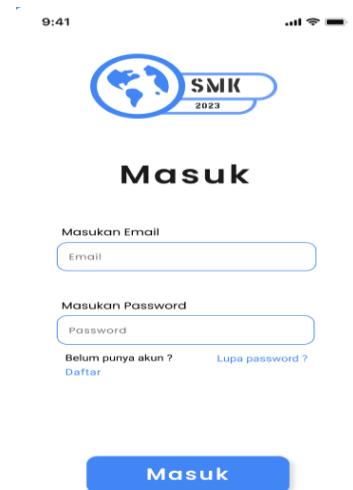 9:41
SMK
2023
Masuk
Masukan Email
Email
Masukan Password
Password
Belum punya akun ? Lupa password ?
Daftar
Masuk